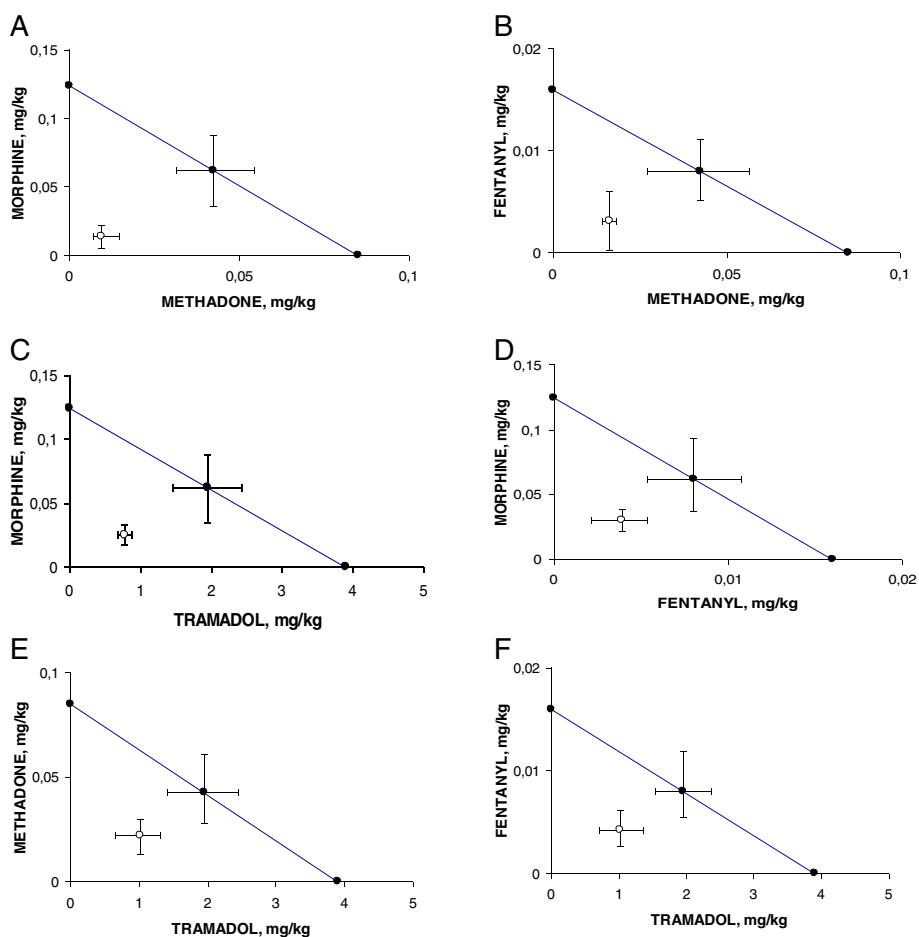 A
0,15
0,1
0,05
0
MORPHINE, mg/kg
0 0,05 0,1
METHADONE, mg/kg
B
0,02
0,01
0
FENTANYL, mg/kg
0 0,05 0,1
METHADONE, mg/kg
C
0,15
0,1
0,05
0
MORPHINE, mg/kg
0 1 2 3 4 5
TRAMADOL, mg/kg
D
0,15
0,1
0,05
0
MORPHINE, mg/kg
0 0,01 0,02
FENTANYL, mg/kg
E
0,1
0,05
0
METHADONE, mg/kg
0 1 2 3 4 5
TRAMADOL, mg/kg
F
0,02
0,01
0
FENTANYL, mg/kg
0 1 2 3 4 5
TRAMADOL, mg/kg